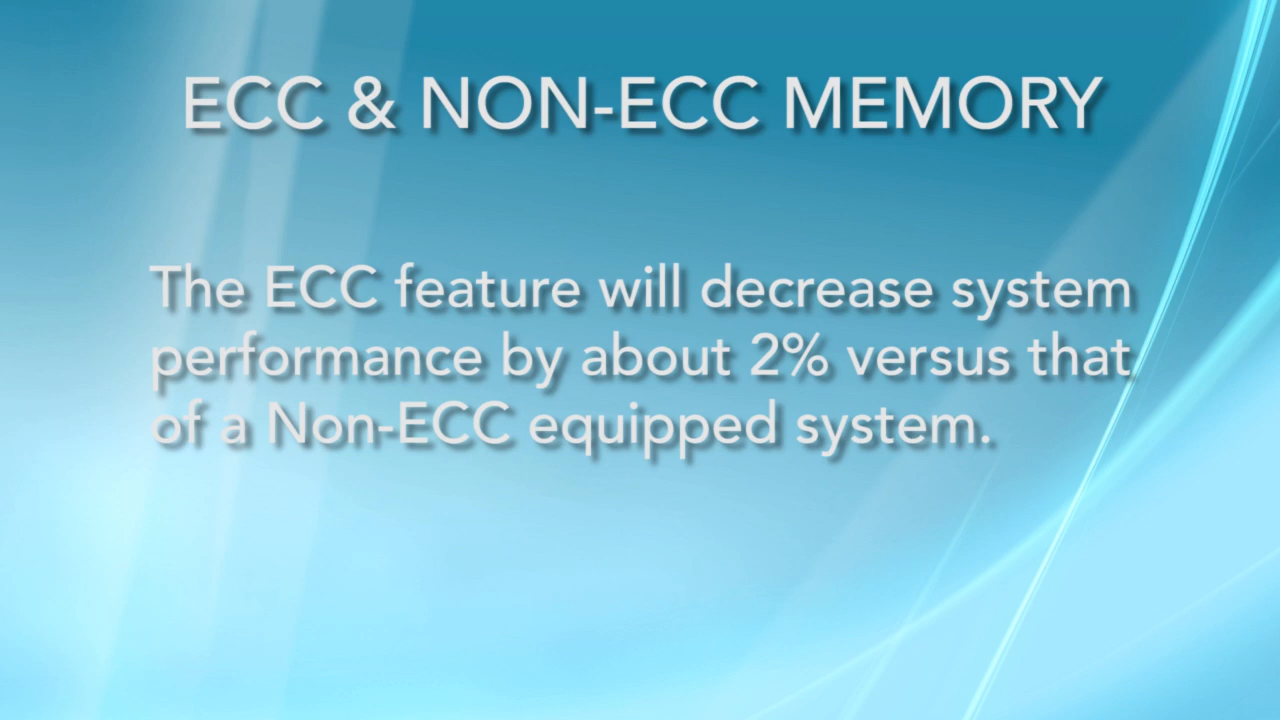 ECC & NON-ECC MEMORY
The ECC feature will decrease system
performance by about 2% versus that
of a Non-ECC equipped system.